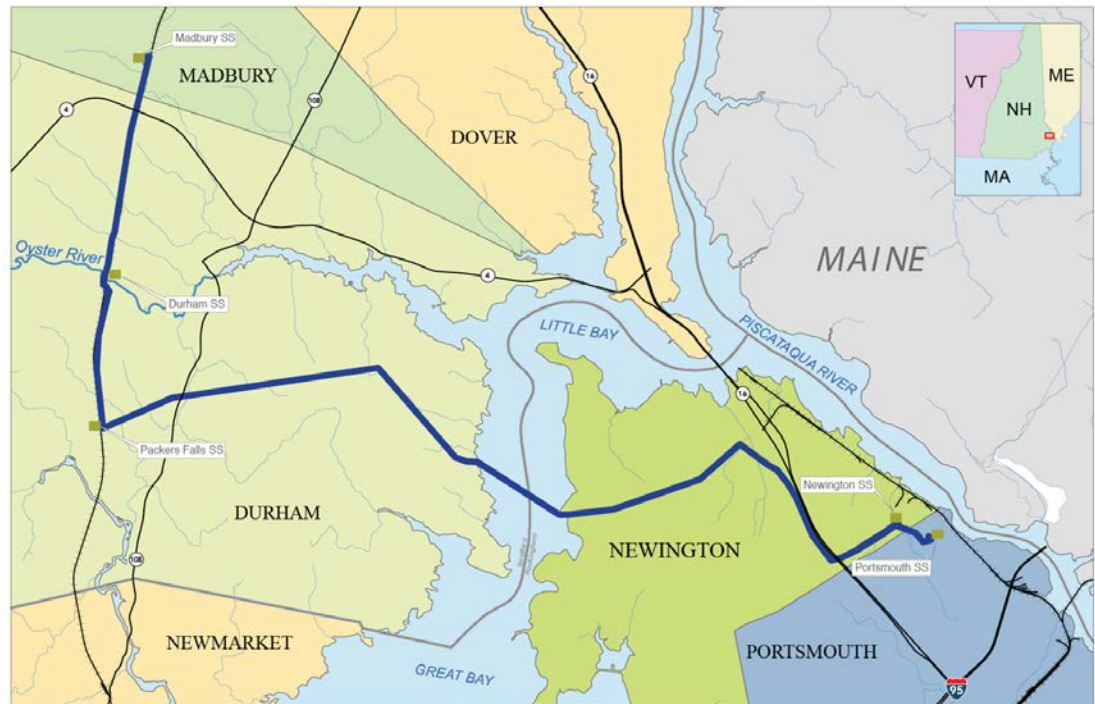 Madbury SS
MADBURY
16
VT
ME
NH
MA
108
4
DOVER
MAINE
Oyster River
4
Durham SS
LITTLE BAY
PISCATAQUA RIVER
16
Packers Falls SS
Newington SS
DURHAM
NEWINGTON
Portsmouth SS
108
NEWMARKET
PORTSMOUTH
GREAT BAY
95